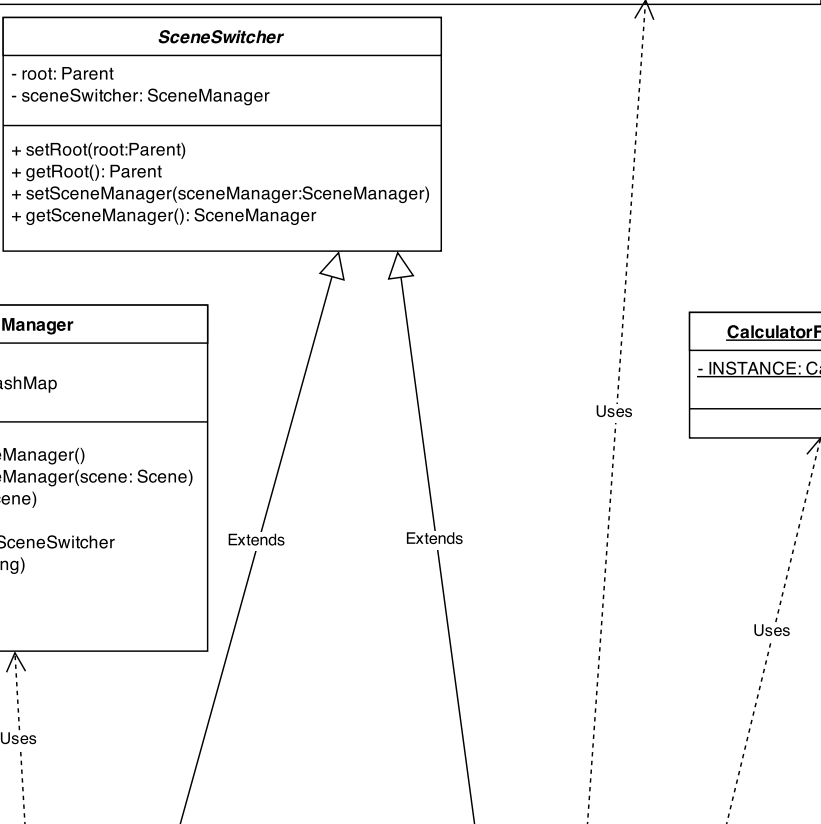 SceneSwitcher
- root: Parent
- sceneSwitcher: SceneManager
+ setRoot(root:Parent)
+ getRoot(): Parent
+ setSceneManager(sceneManager:SceneManager)
+ getSceneManager(): SceneManager
Manager
ashMap
eManager()
eManager(scene: Scene)
cene)
SceneSwitcher
ng)
Uses
Extends
Extends
Uses
CalculatorF
- INSTANCE: Ca
Uses